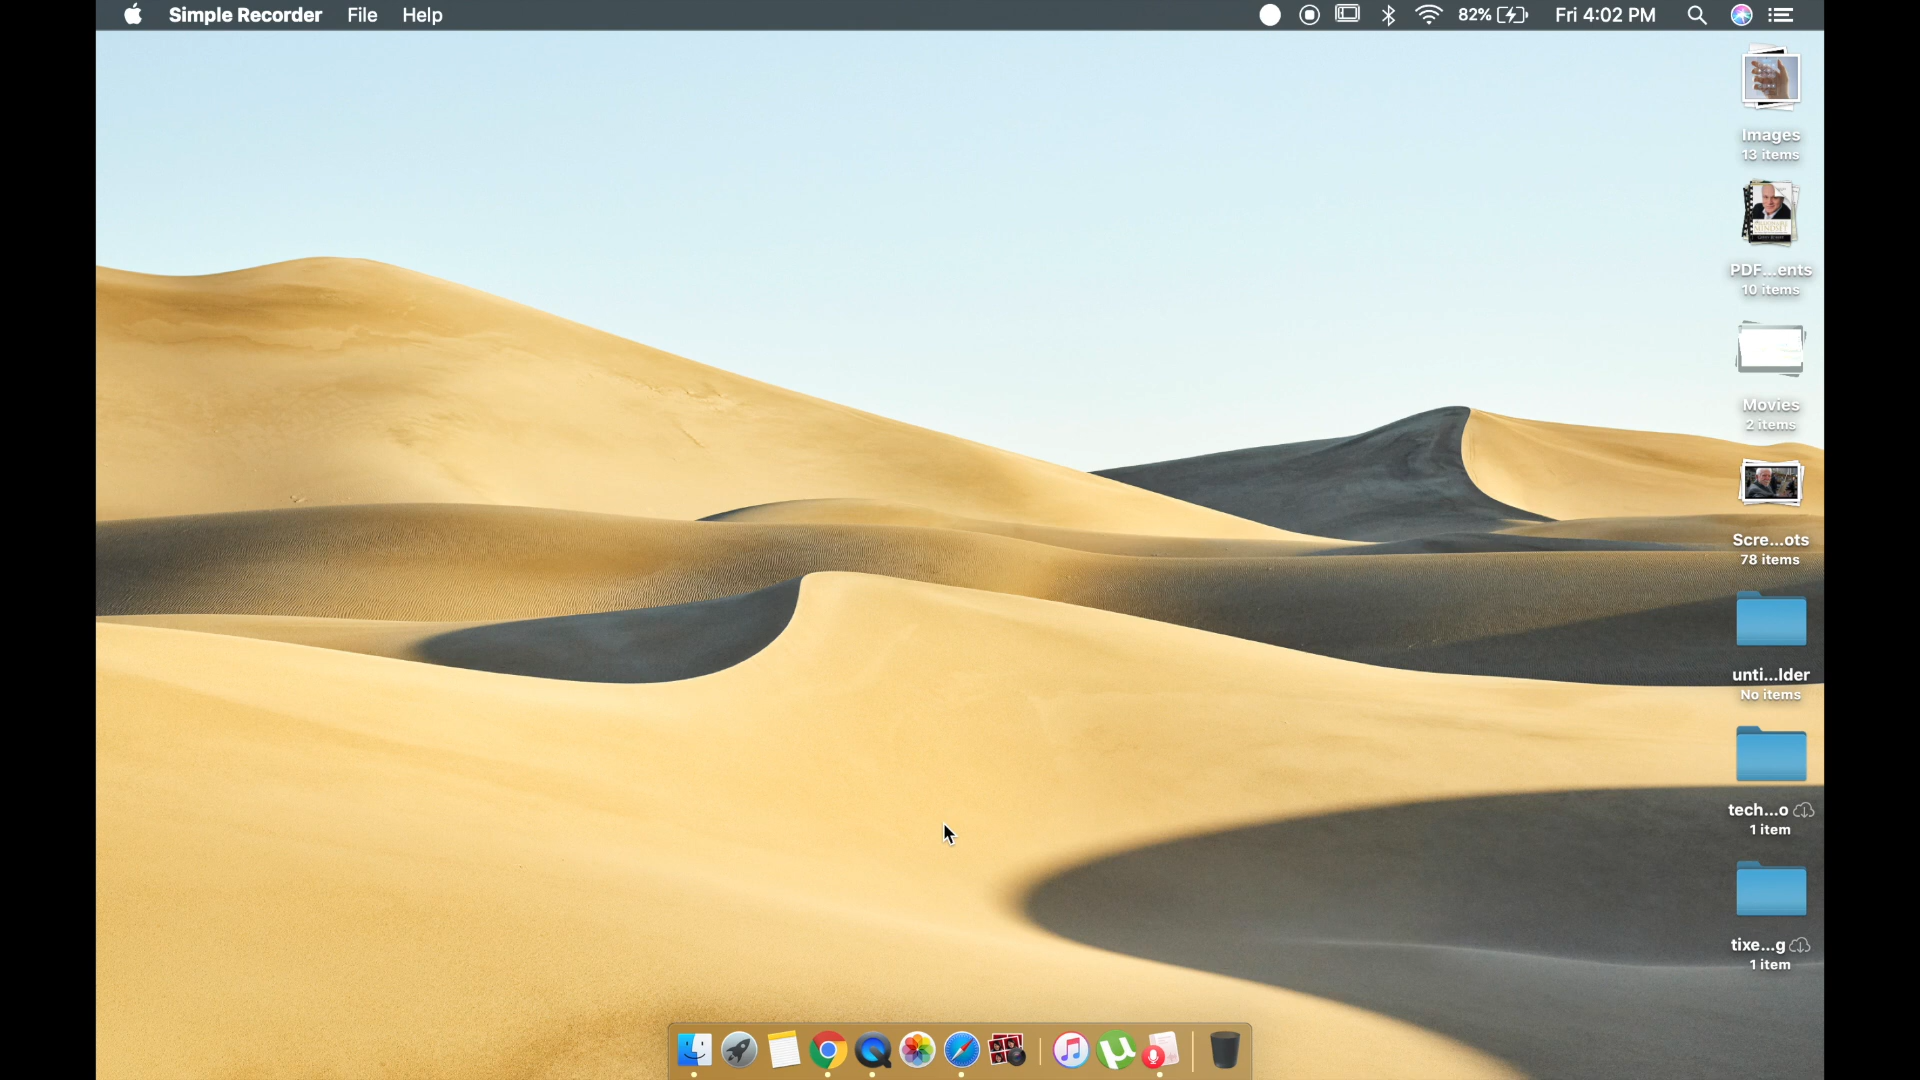 Simple Recorder File Help 82% Fri 4:02 PM
Images
13 items
PDF...ents
10 items
Movies
2 items
Scre...ots
78 items
unti...lder
No items
tech...o
1 item
tixe...g
1 item